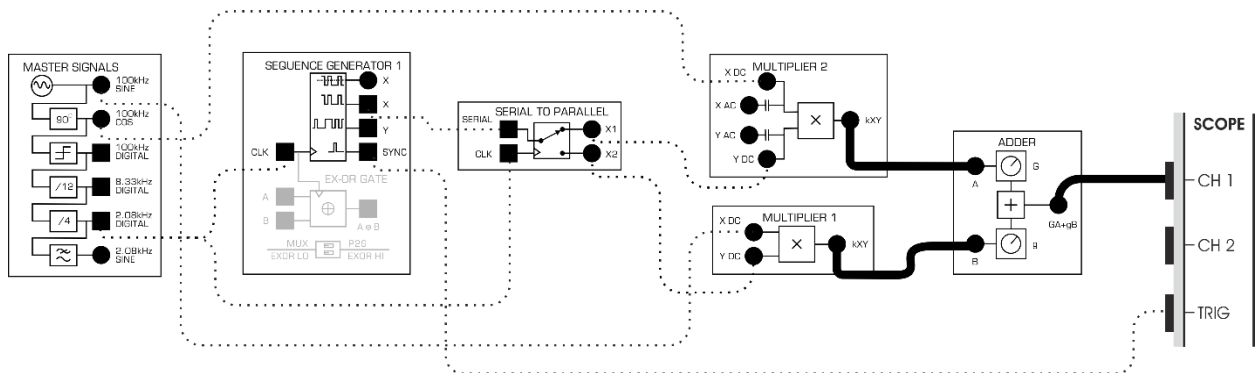 MASTER SIGNALS
100kHz
SINE
90°
100kHz
COS
100kHz
DIGITAL
/12
8.33kHz
DIGITAL
/4
2.08kHz
DIGITAL
2.08kHz
SINE
SEQUENCE GENERATOR 1
X
X
Y
CLK
SYNC
EX-OR GATE
A
B
A ⊕ B
MUX
P2S
EXOR LO
EXOR HI
SERIAL TO PARALLEL
SERIAL
X1
CLK
X2
MULTIPLIER 2
X DC
X AC
Y AC
Y DC
×
kXY
MULTIPLIER 1
X DC
Y DC
×
kXY
ADDER
G
A
+
GA+gB
B
g
SCOPE
CH 1
CH 2
TRIG